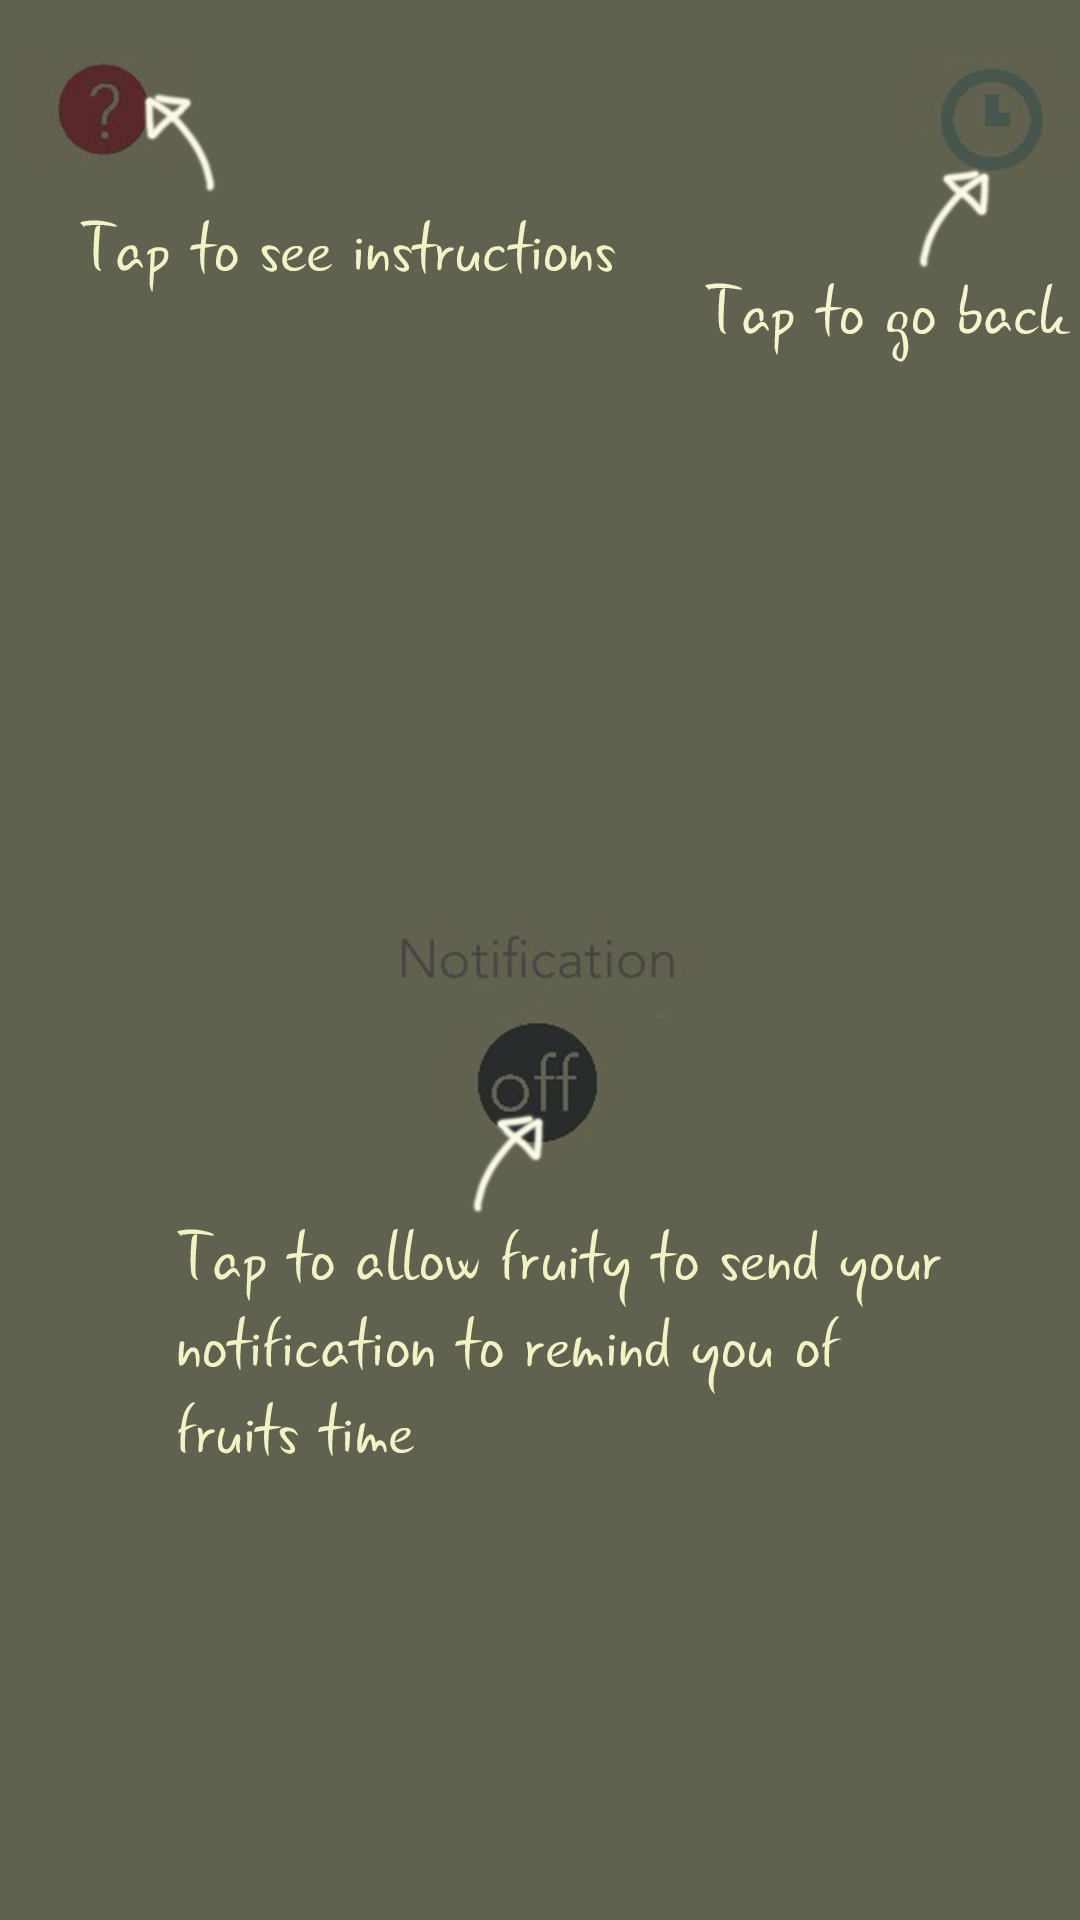 ?
Tap to see instructions
Tap to go back
Notification
off
Tap to allow fruity to send your
notification to remind you of
fruits time